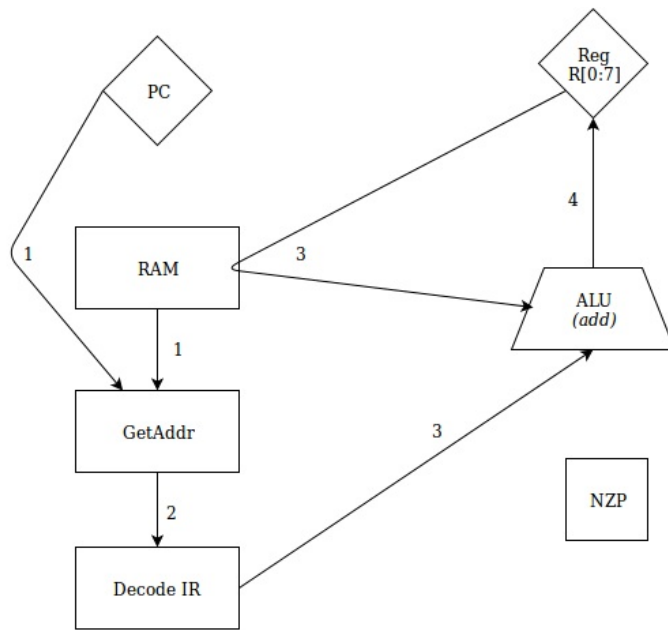 Reg
R[0:7]
PC
4
1
3
RAM
ALU
(add)
1
GetAddr
3
NZP
2
Decode IR